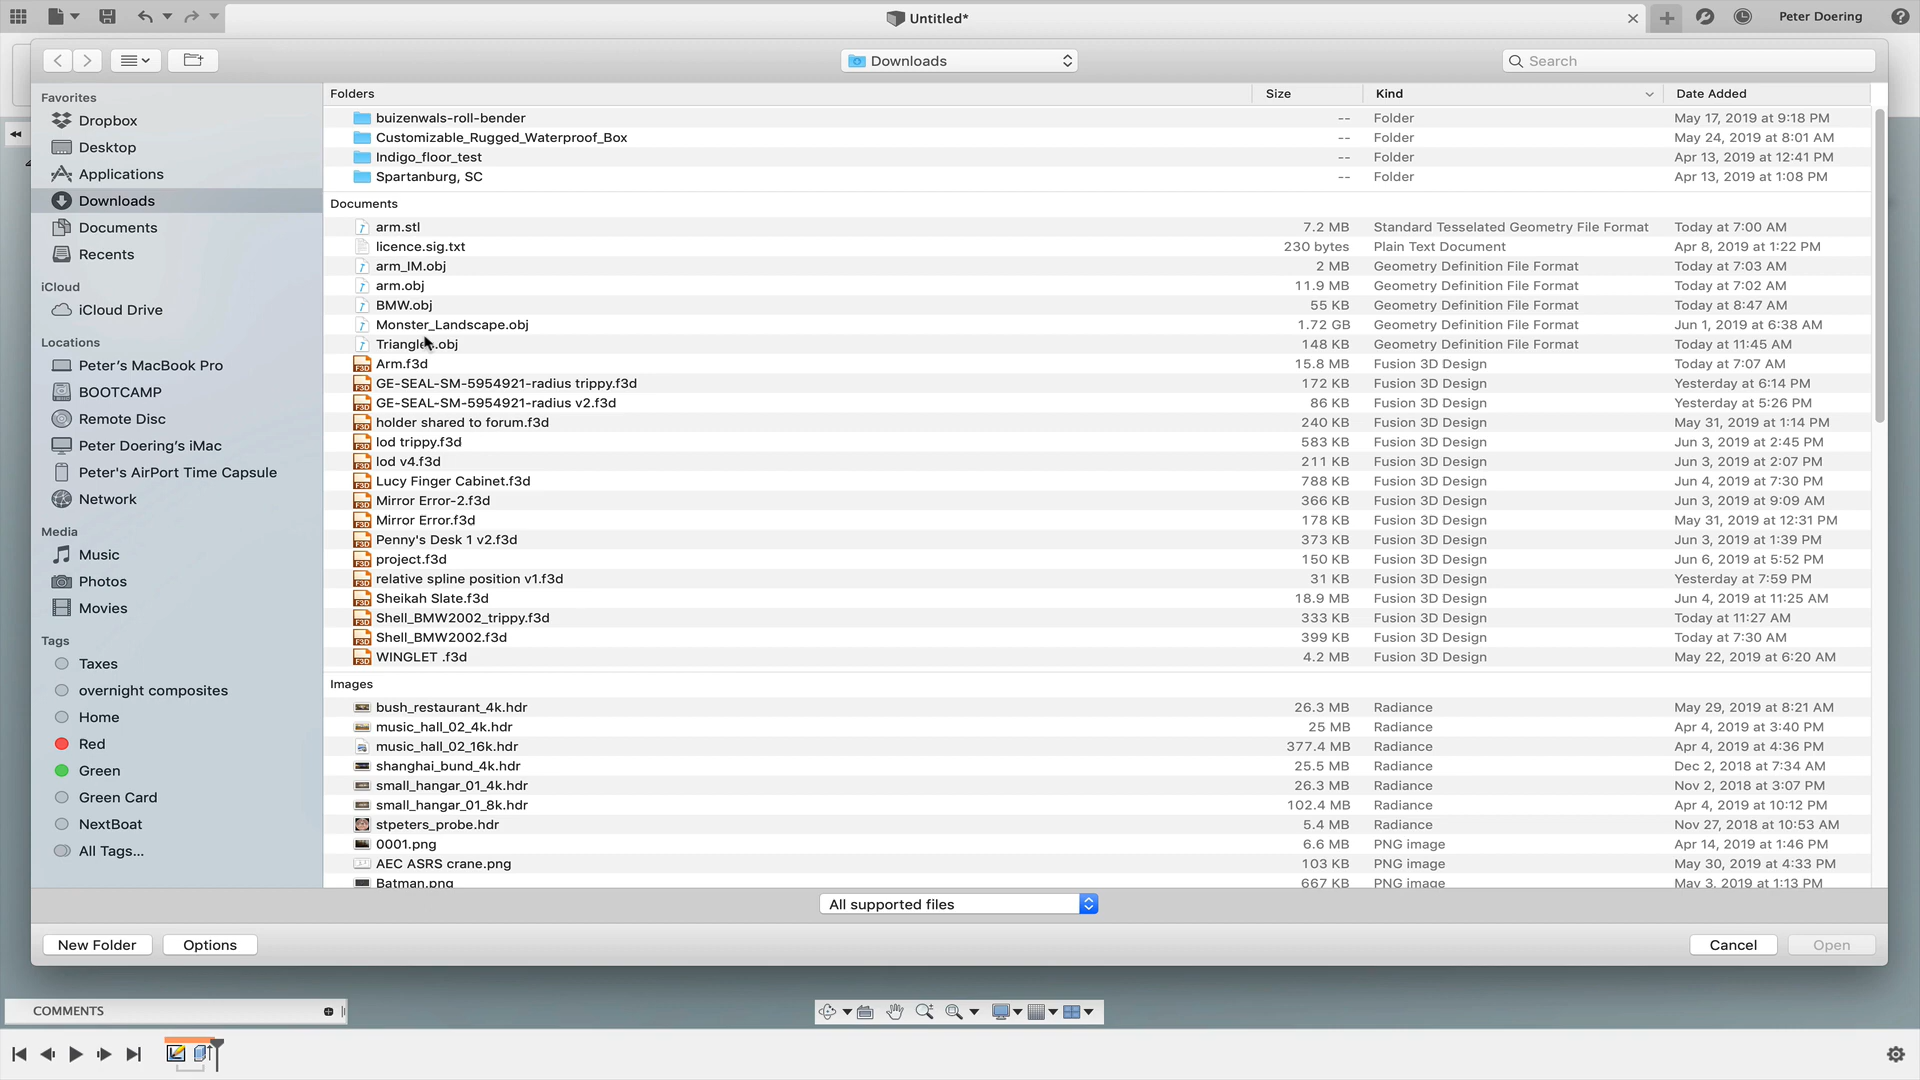 Untitled*
Peter Doering
Downloads
Search
Favorites
Dropbox
Desktop
Applications
Downloads
Documents
Recents
iCloud
iCloud Drive
Locations
Peter's MacBook Pro
BOOTCAMP
Remote Disc
Peter Doering's iMac
Peter's AirPort Time Capsule
Network
Media
Music
Photos
Movies
Tags
Taxes
overnight composites
Home
Red
Green
Green Card
NextBoat
All Tags...
Folders Size Kind Date Added
buizenwals-roll-bender -- Folder May 17, 2019 at 9:18 PM
Customizable_Rugged_Waterproof_Box -- Folder May 24, 2019 at 8:01 AM
Indigo_floor_test -- Folder Apr 13, 2019 at 12:41 PM
Spartanburg, SC -- Folder Apr 13, 2019 at 1:08 PM
Documents
arm.stl 7.2 MB Standard Tesselated Geometry File Format Today at 7:00 AM
licence.sig.txt 230 bytes Plain Text Document Apr 8, 2019 at 1:22 PM
arm_IM.obj 2 MB Geometry Definition File Format Today at 7:03 AM
arm.obj 11.9 MB Geometry Definition File Format Today at 7:02 AM
BMW.obj 55 KB Geometry Definition File Format Today at 8:47 AM
Monster_Landscape.obj 1.72 GB Geometry Definition File Format Jun 1, 2019 at 6:38 AM
148 KB Geometry Definition File Format Today at 11:45 AM
Arm.f3d 15.8 MB Fusion 3D Design Today at 7:07 AM
GE-SEAL-SM-5954921-radius trippy.f3d 172 KB Fusion 3D Design Yesterday at 6:14 PM
GE-SEAL-SM-5954921-radius v2.f3d 86 KB Fusion 3D Design Yesterday at 5:26 PM
holder shared to forum.f3d 240 KB Fusion 3D Design May 31, 2019 at 1:14 PM
lod trippy.f3d 583 KB Fusion 3D Design Jun 3, 2019 at 2:45 PM
lod v4.f3d 211 KB Fusion 3D Design Jun 3, 2019 at 2:07 PM
Lucy Finger Cabinet.f3d 788 KB Fusion 3D Design Jun 4, 2019 at 7:30 PM
Mirror Error-2.f3d 366 KB Fusion 3D Design Jun 3, 2019 at 9:09 AM
Mirror Error.f3d 178 KB Fusion 3D Design May 31, 2019 at 12:31 PM
Penny's Desk 1 v2.f3d 373 KB Fusion 3D Design Jun 3, 2019 at 1:39 PM
project.f3d 150 KB Fusion 3D Design Jun 6, 2019 at 5:52 PM
relative spline position v1.f3d 31 KB Fusion 3D Design Yesterday at 7:59 PM
Sheikah Slate.f3d 18.9 MB Fusion 3D Design Jun 4, 2019 at 11:25 AM
Shell_BMW2002_trippy.f3d 333 KB Fusion 3D Design Today at 11:27 AM
Shell_BMW2002.f3d 399 KB Fusion 3D Design Today at 7:30 AM
WINGLET .f3d 4.2 MB Fusion 3D Design May 22, 2019 at 6:20 AM
Images
bush_restaurant_4k.hdr 26.3 MB Radiance May 29, 2019 at 8:21 AM
music_hall_02_4k.hdr 25 MB Radiance Apr 4, 2019 at 3:40 PM
music_hall_02_16k.hdr 377.4 MB Radiance Apr 4, 2019 at 4:36 PM
shanghai_bund_4k.hdr 25.5 MB Radiance Dec 2, 2018 at 7:34 AM
small_hangar_01_4k.hdr 26.3 MB Radiance Nov 2, 2018 at 3:07 PM
small_hangar_01_8k.hdr 102.4 MB Radiance Apr 4, 2019 at 10:12 PM
stpeters_probe.hdr 5.4 MB Radiance Nov 27, 2018 at 10:53 AM
0001.png 6.6 MB PNG image Apr 14, 2019 at 1:46 PM
AEC ASRS crane.png 103 KB PNG image May 30, 2019 at 4:33 PM
Batman.png 667 KB PNG image May 3, 2019 at 1:13 PM
All supported files
New Folder Options Cancel Open
COMMENTS